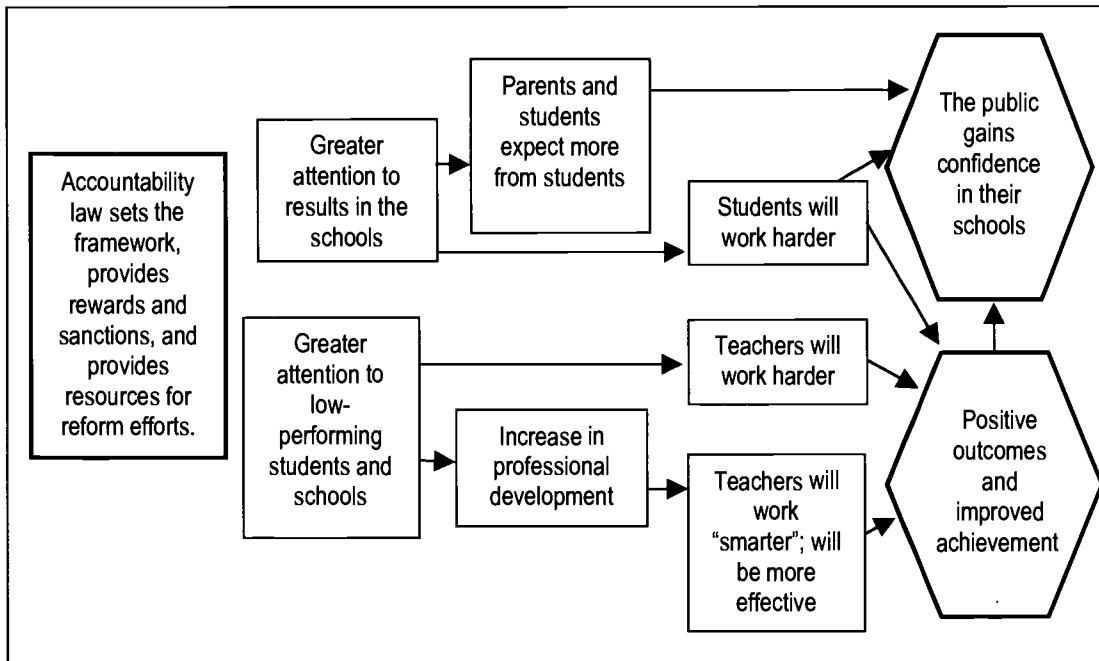 Accountability
law sets the
framework,
provides
rewards and
sanctions, and
provides
resources for
reform efforts.
Greater
attention to
results in the
schools
Parents and
students
expect more
from students
Students will
work harder
The public
gains
confidence
in their
schools
Greater
attention to
low-
performing
students and
schools
Teachers will
work harder
Increase in
professional
development
Teachers will
work
“smarter”; will
be more
effective
Positive
outcomes
and
improved
achievement